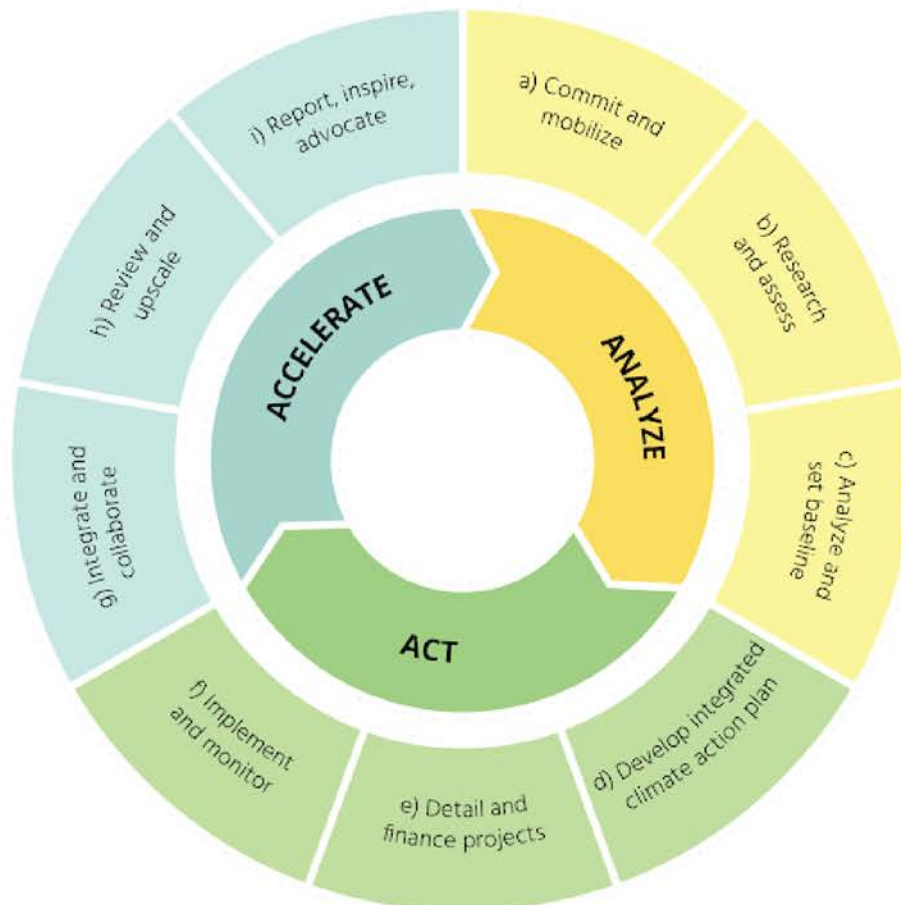 a) Commit and
mobilize
b) Research
and assess
c) Analyze and
set baseline
d) Develop integrated
climate action plan
e) Detail and
finance projects
f) Implement
and monitor
g) Integrate and
collaborate
h) Review and
upscale
i) Report, inspire,
advocate
ANALYZE
ACT
ACCELERATE